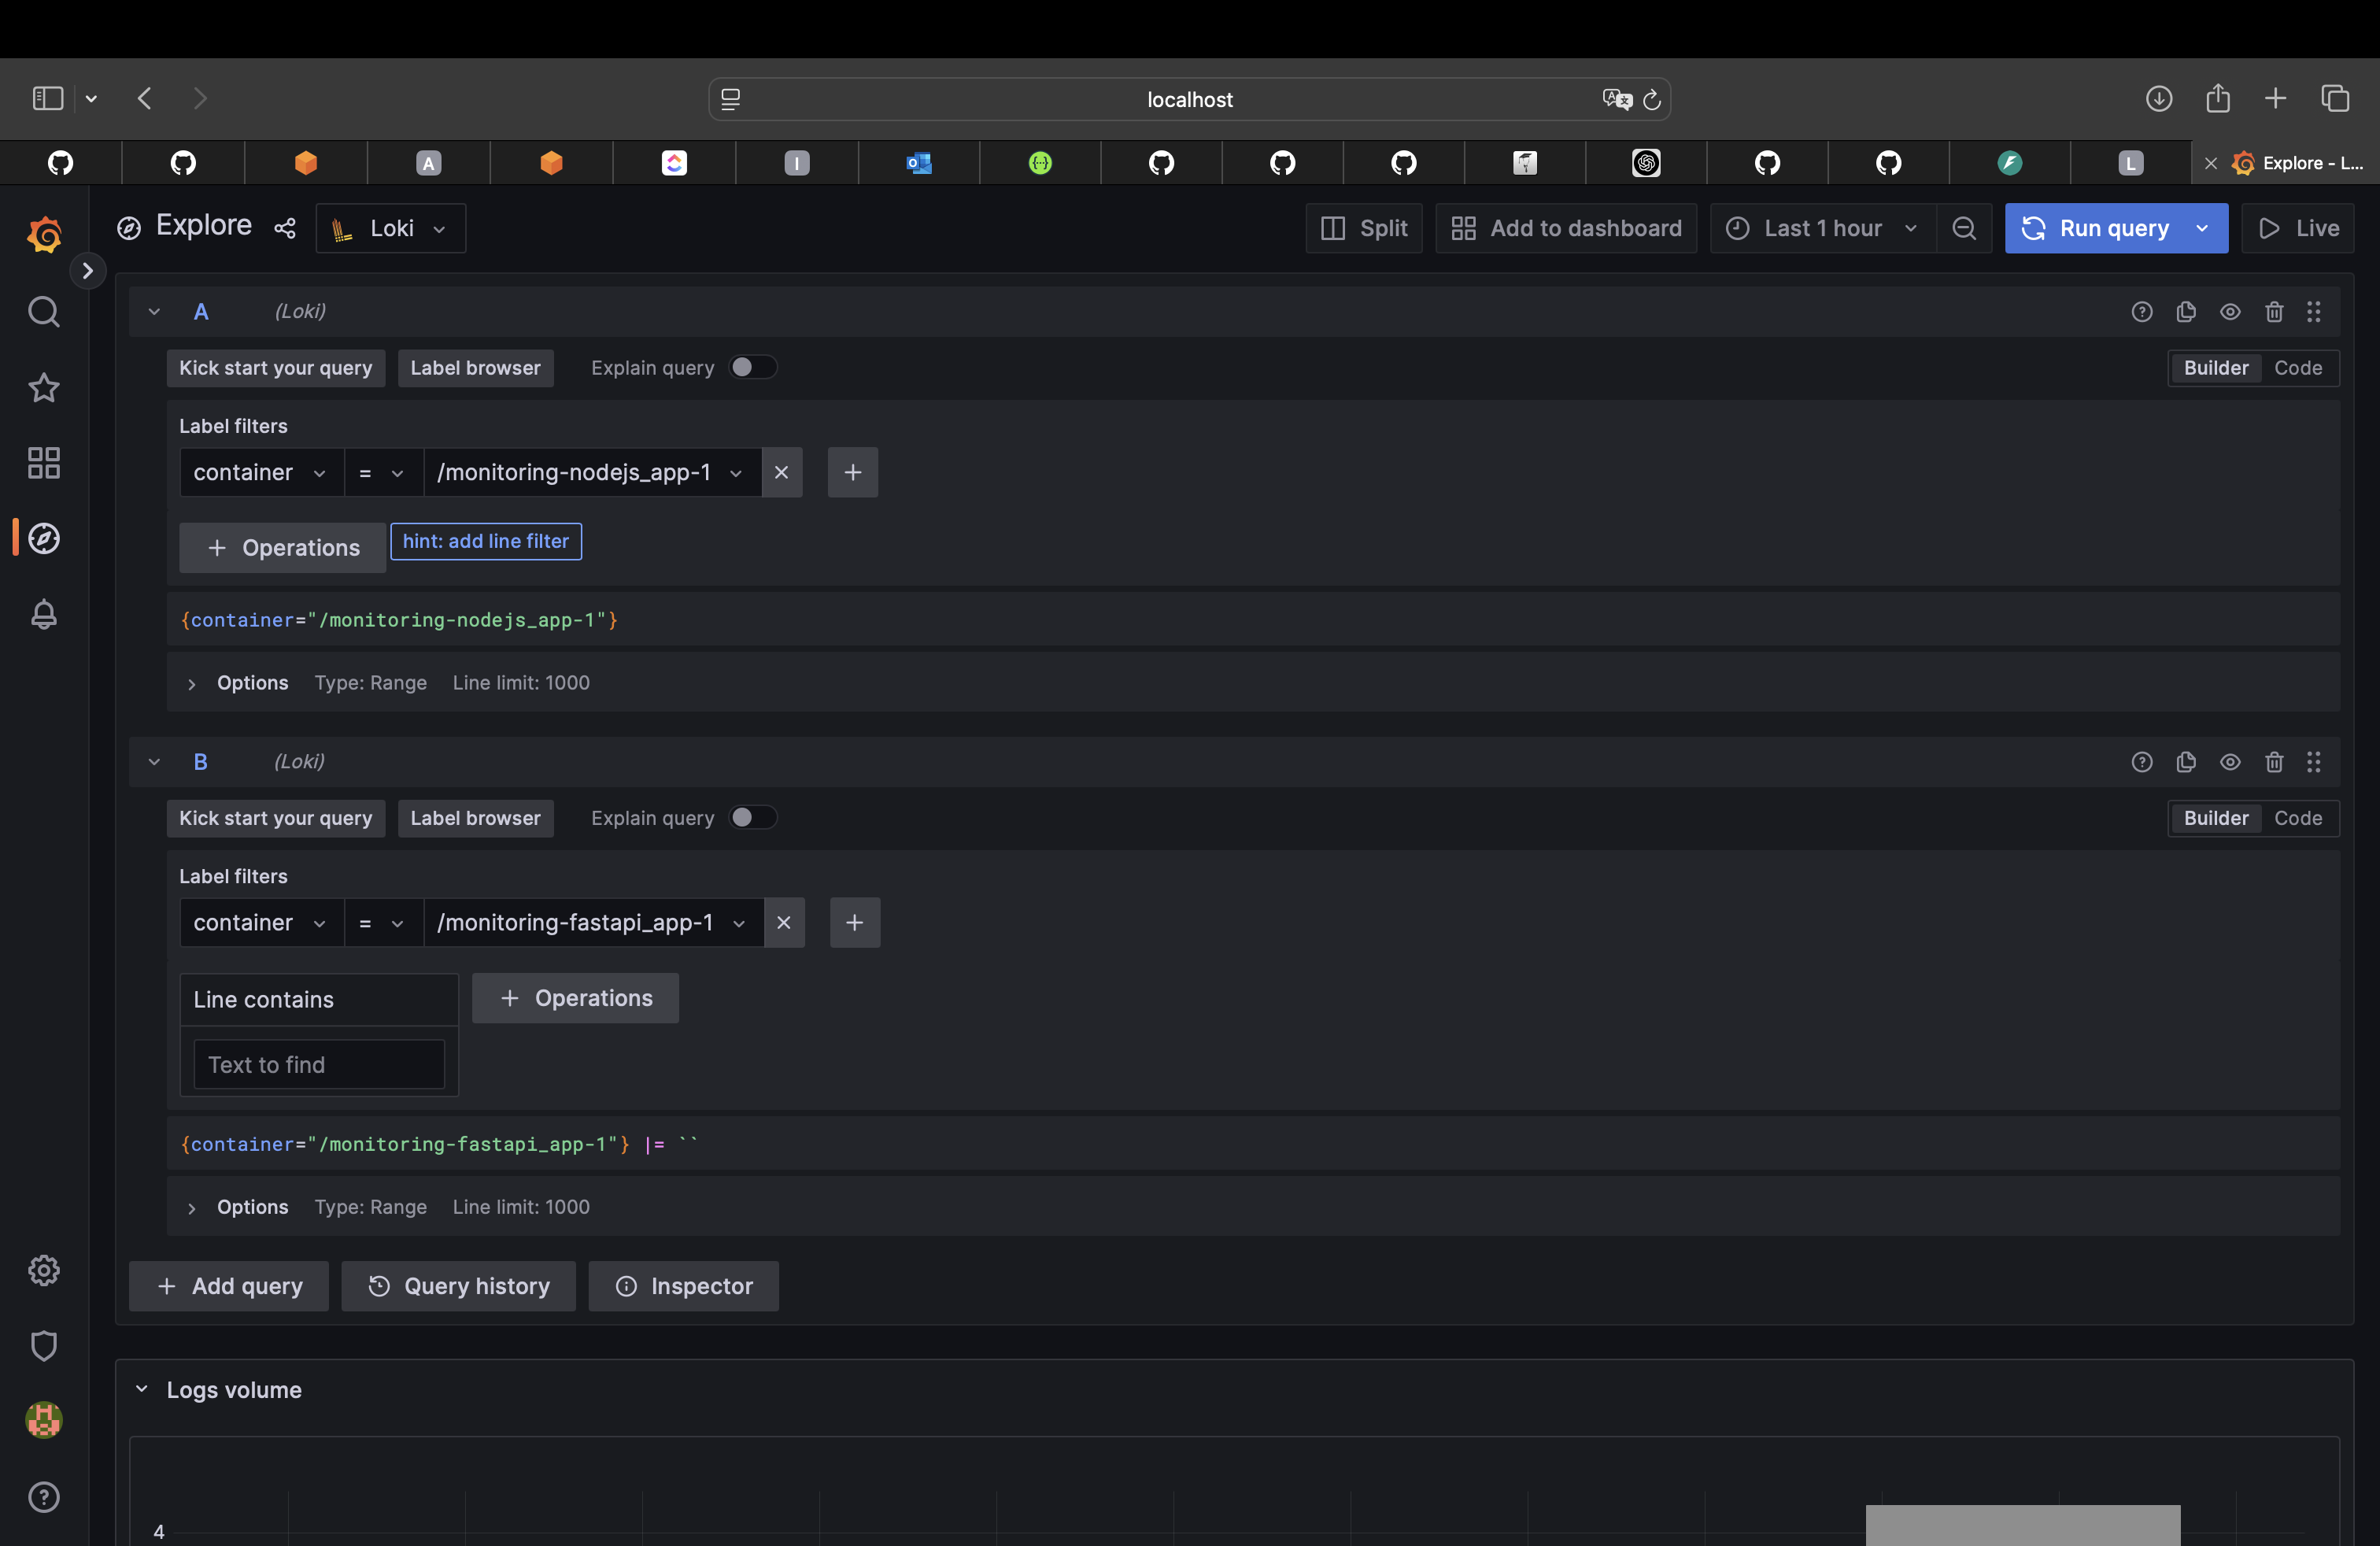 localhost
A
I
L
Explore - L...
Explore
Loki
Split
Add to dashboard
Last 1 hour
Run query
Live
A (Loki)
Kick start your query
Label browser
Explain query
Builder
Code
Label filters
container
=
/monitoring-nodejs_app-1
Operations
hint: add line filter
{container="/monitoring-nodejs_app-1"}
Options Type: Range Line limit: 1000
B (Loki)
Kick start your query
Label browser
Explain query
Builder
Code
Label filters
container
=
/monitoring-fastapi_app-1
Line contains
Operations
Text to find
{container="/monitoring-fastapi_app-1"} |= ``
Options Type: Range Line limit: 1000
Add query
Query history
Inspector
Logs volume
4